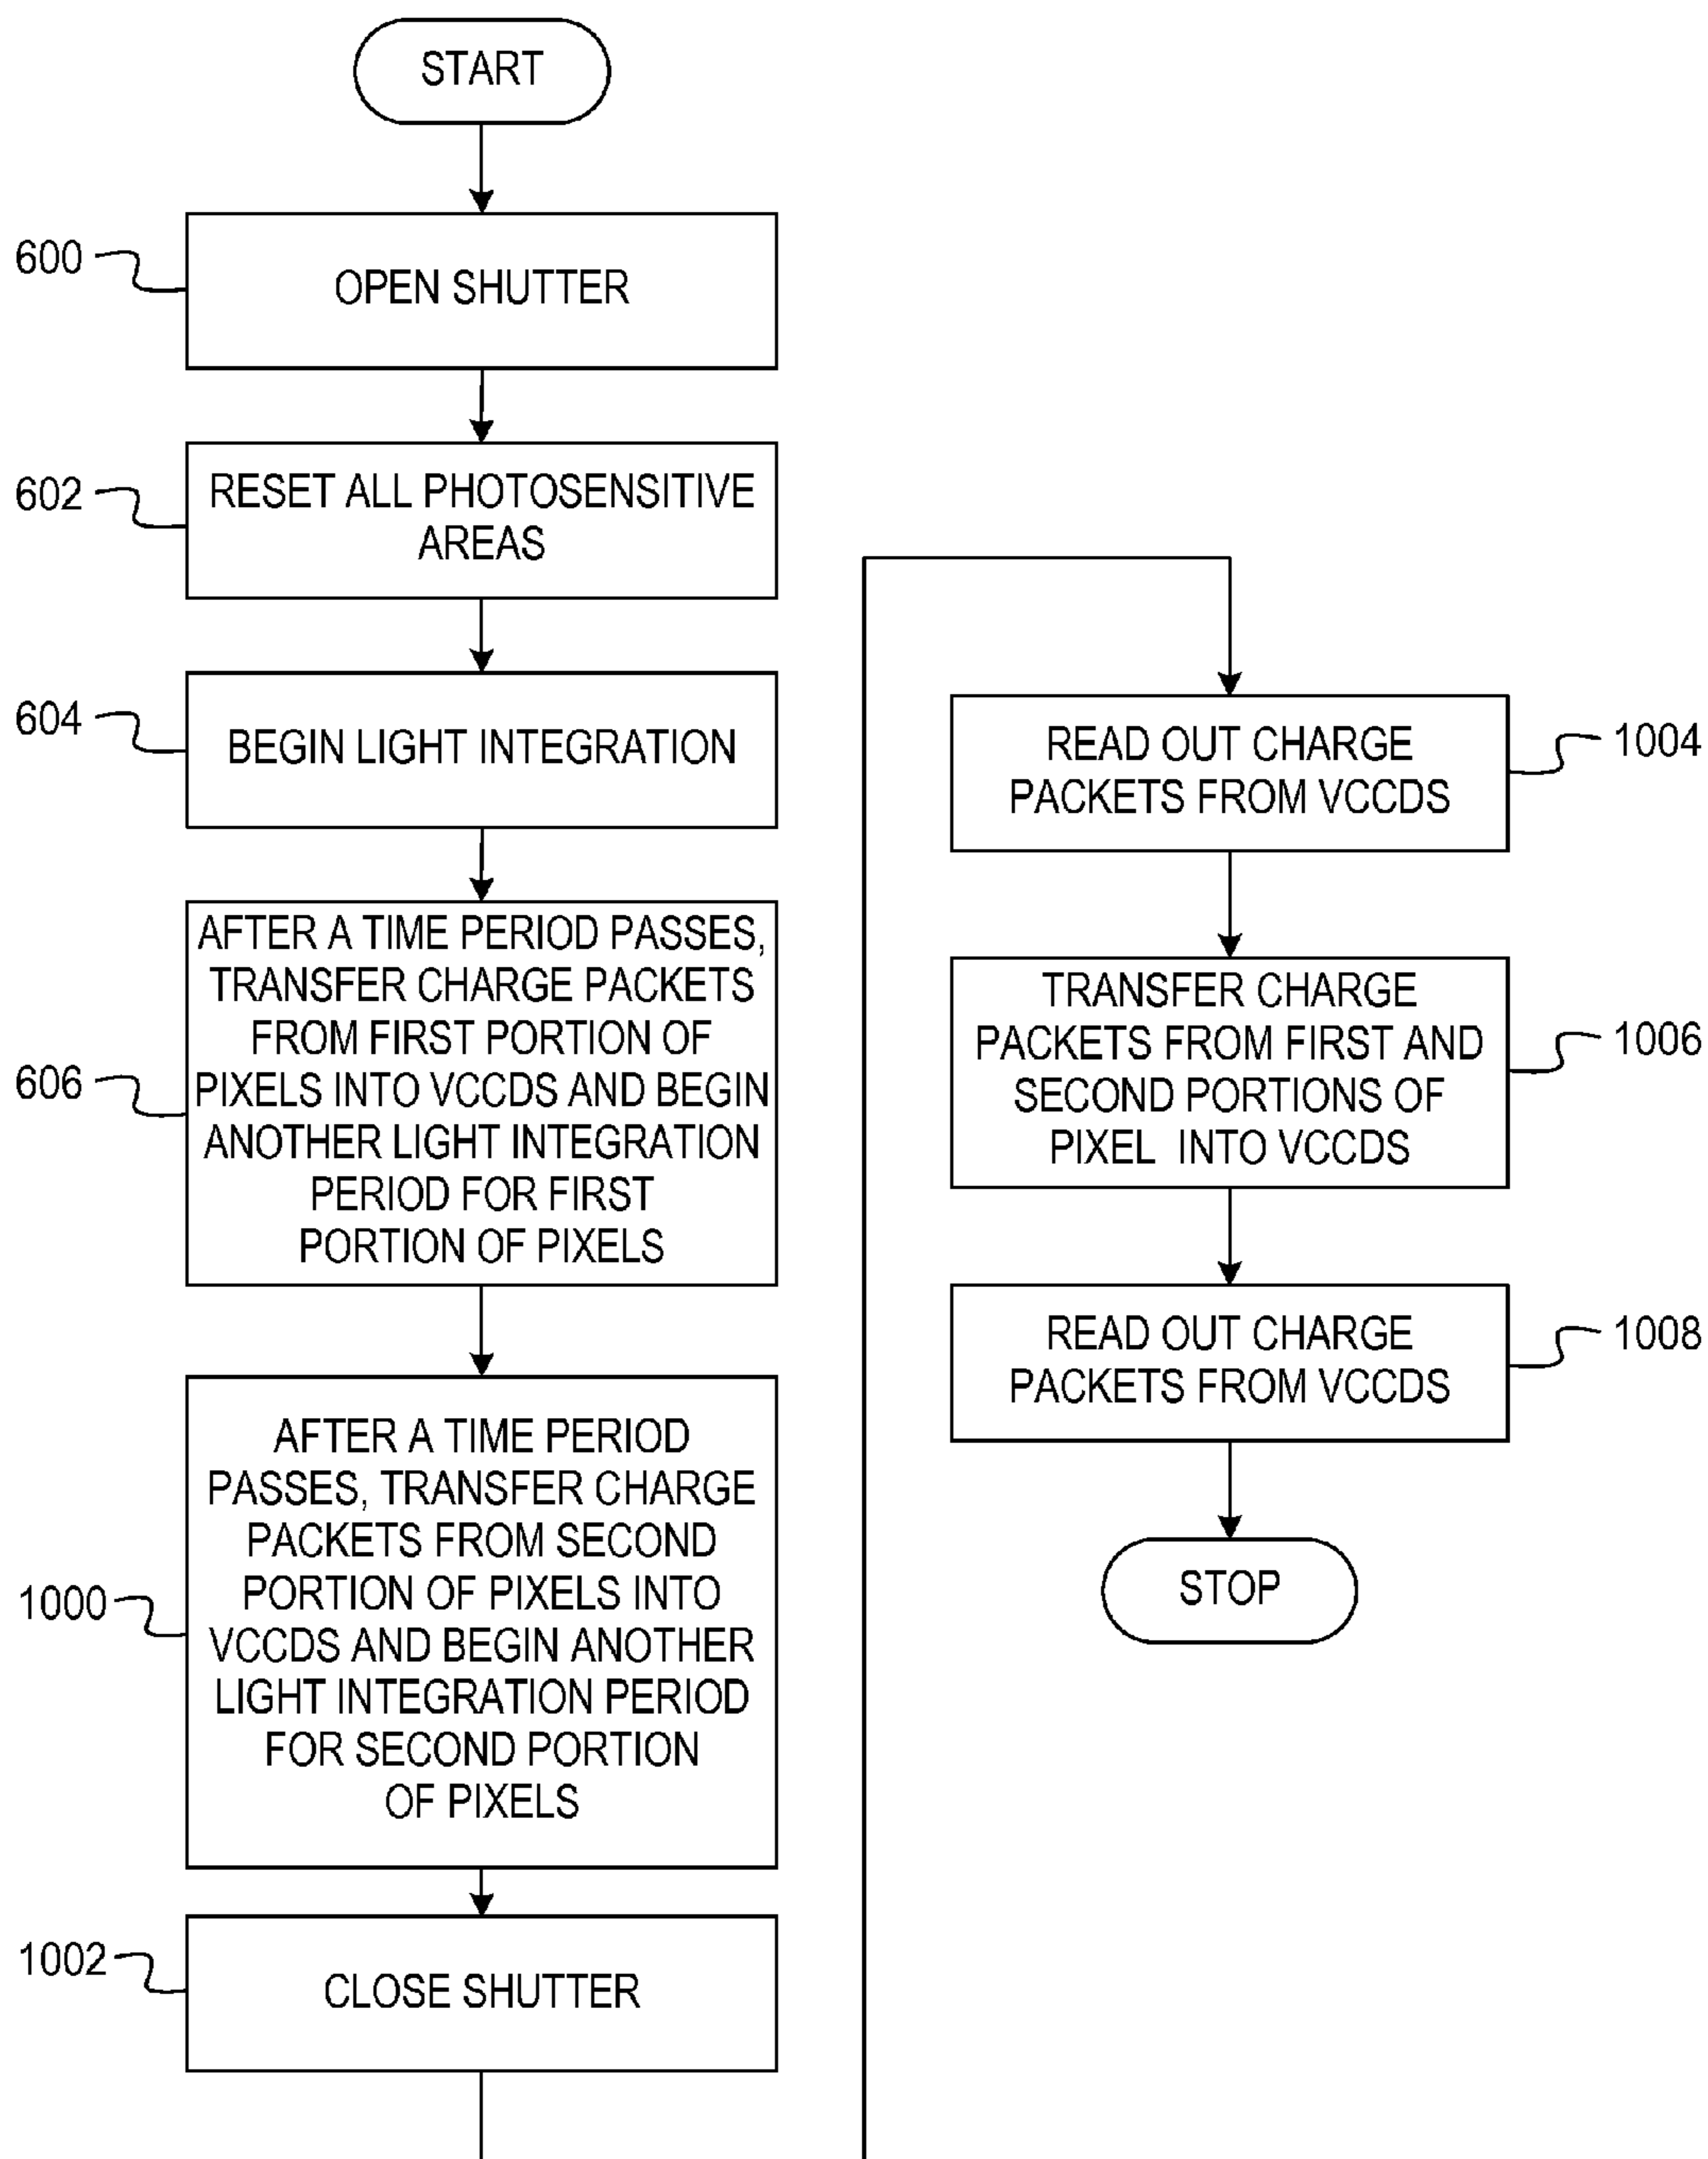 START
600
OPEN SHUTTER
602
RESET ALL PHOTOSENSITIVE
AREAS
604
BEGIN LIGHT INTEGRATION
606
AFTER A TIME PERIOD PASSES,
TRANSFER CHARGE PACKETS
FROM FIRST PORTION OF
PIXELS INTO VCCDS AND BEGIN
ANOTHER LIGHT INTEGRATION
PERIOD FOR FIRST
PORTION OF PIXELS
1000
AFTER A TIME PERIOD
PASSES, TRANSFER CHARGE
PACKETS FROM SECOND
PORTION OF PIXELS INTO
VCCDS AND BEGIN ANOTHER
LIGHT INTEGRATION PERIOD
FOR SECOND PORTION
OF PIXELS
1002
CLOSE SHUTTER
READ OUT CHARGE
PACKETS FROM VCCDS
1004
TRANSFER CHARGE
PACKETS FROM FIRST AND
SECOND PORTIONS OF
PIXEL INTO VCCDS
1006
READ OUT CHARGE
PACKETS FROM VCCDS
1008
STOP